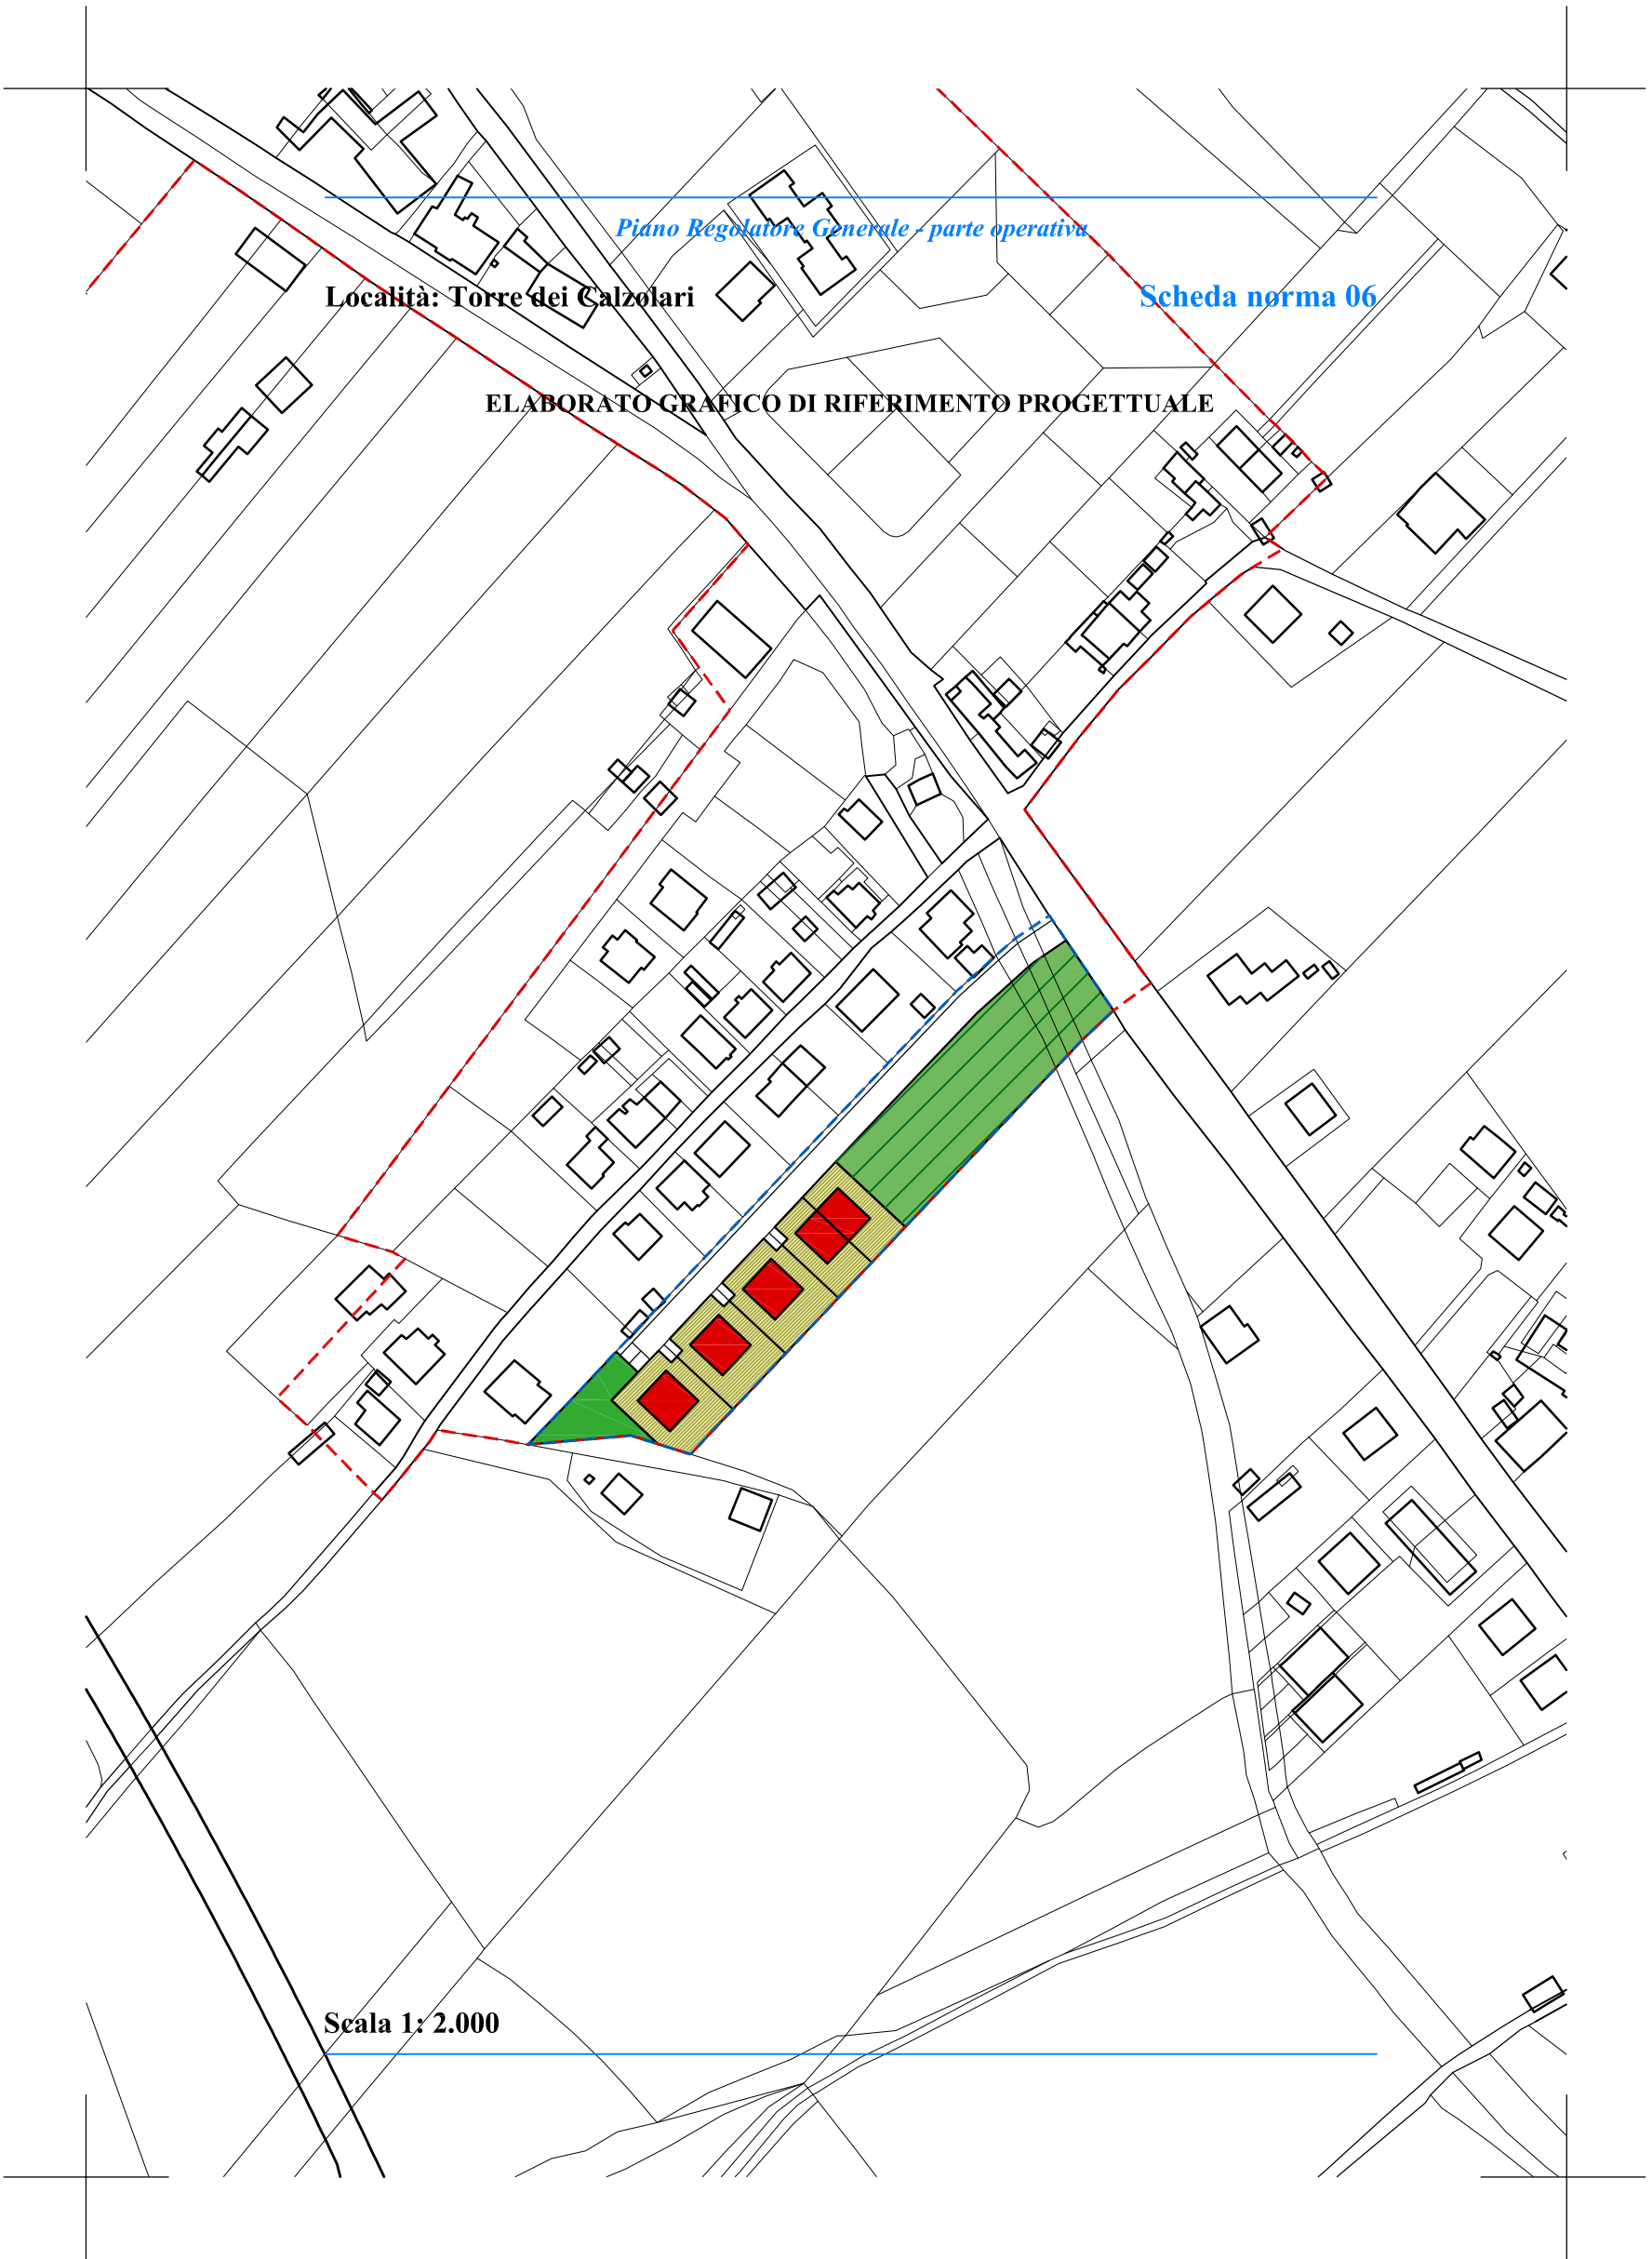 Piano Regolatore Generale - parte operativa
Località: Torre dei Calzolari Scheda norma 06
ELABORATO GRAFICO DI RIFERIMENTO PROGETTUALE
Scala 1: 2.000